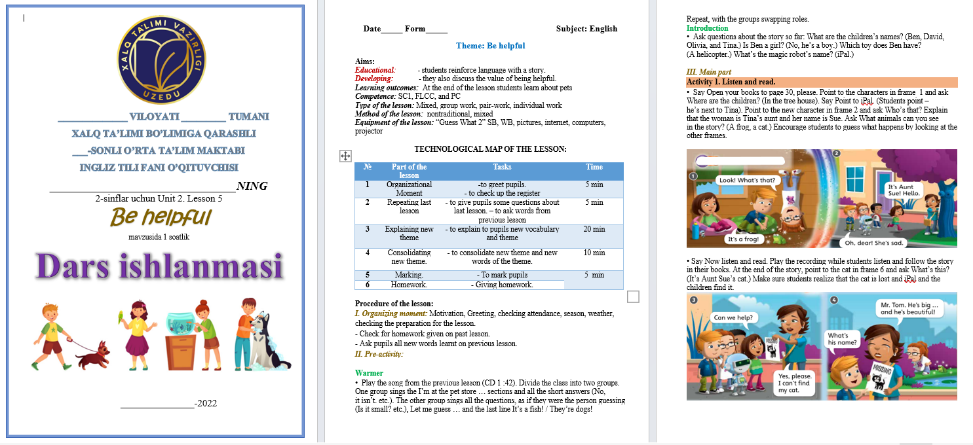 XALQ TA'LIMI VAZIRLIGI
UZEDU
____________ VILOYATI ________ TUMANI
XALQ TA'LIMI BO'LIMIGA QARASHLI
___-SONLI O'RTA TA'LIM MAKTABI
INGLIZ TILI FANI O'QITUVCHISI
________________________________NING
2-sinflar uchun Unit 2. Lesson 5
Be helpful
mavzusida 1 soatlik
Dars ishlanmasi
_______________-2022
Date_____ Form_____ Subject: English
Theme: Be helpful
Aims:
Educational: - students reinforce language with a story.
Developing: - they also discuss the value of being helpful.
Learning outcomes: At the end of the lesson students learn about pets
Competence: SC1, FLCC, and PC
Type of the lesson: Mixed, group work, pair-work, individual work
Method of the lesson: nontraditional, mixed
Equipment of the lesson: "Guess What 2" SB, WB, pictures, internet, computers,
projector
TECHNOLOGICAL MAP OF THE LESSON:
№ Part of the lesson Tasks Time
1 Organizational Moment -to greet pupils. - to check up the register 5 min
2 Repeating last lesson - to give pupils some questions about last lesson, – to ask words from previous lesson 5 min
3 Explaining new theme - to explain to pupils new vocabulary and theme 20 min
4 Consolidating new theme. - to consolidate new theme and new words of the theme. 10 min
5 Marking. - To mark pupils 5 min
6 Homework. - Giving homework.
Procedure of the lesson:
I. Organizing moment: Motivation, Greeting, checking attendance, season, weather,
checking the preparation for the lesson.
- Check for homework given on past lesson.
- Ask pupils all new words learnt on previous lesson.
II. Pre-activity:
Warmer
• Play the song from the previous lesson (CD 1 :42). Divide the class into two groups.
One group sings the I'm at the pet store … sections and all the short answers (No,
it isn't. etc.). The other group sings all the questions, as if they were the person guessing
(Is it small? etc.), Let me guess … and the last line It's a fish! / They're dogs!
Repeat, with the groups swapping roles.
Introduction
• Ask questions about the story so far: What are the children's names? (Ben, David,
Olivia, and Tina.) Is Ben a girl? (No, he's a boy.) Which toy does Ben have?
(A helicopter.) What's the magic robot's name? (iPal.)
III. Main part
Activity 1. Listen and read.
• Say Open your books to page 30, please. Point to the characters in frame 1 and ask
Where are the children? (In the tree house). Say Point to iPal. (Students point –
he's next to Tina). Point to the new character in frame 2 and ask Who's that? Explain
that the woman is Tina's aunt and her name is Sue. Ask What animals can you see
in the story? (A frog, a cat.) Encourage students to guess what happens by looking at the
other frames.
1
Look! What's that?
It's a frog!
2
It's Aunt
Sue! Hello.
Oh, dear! She's sad.
• Say Now listen and read. Play the recording while students listen and follow the story
in their books. At the end of the story, point to the cat in frame 6 and ask What's this?
(It's Aunt Sue's cat.) Make sure students realize that the cat is lost and iPal and the
children find it.
3
Can we help?
Yes, please.
I can't find
my cat.
4
Mr. Tom. He's big …
and he's beautiful!
What's
his name?
MISSING